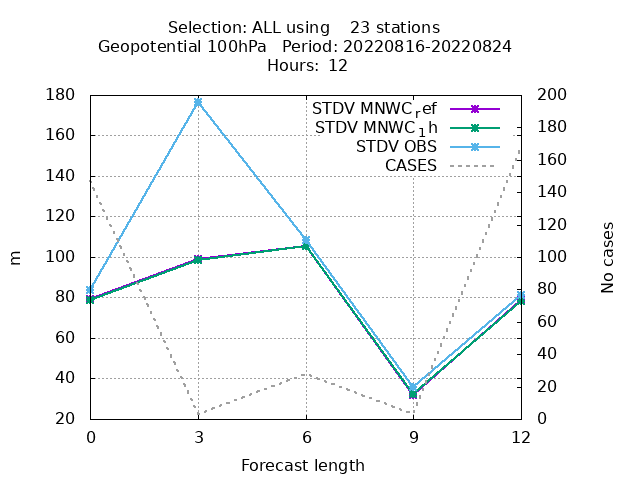 Selection: ALL using    23 stations
Geopotential 100hPa   Period: 20220816-20220824
Hours:  12
180
160
140
120
100
80
60
40
20
200
180
160
140
120
100
80
60
40
20
0
0
3
6
9
12
m
No cases
Forecast length
STDV MNWCref
STDV MNWC1h
STDV OBS
CASES